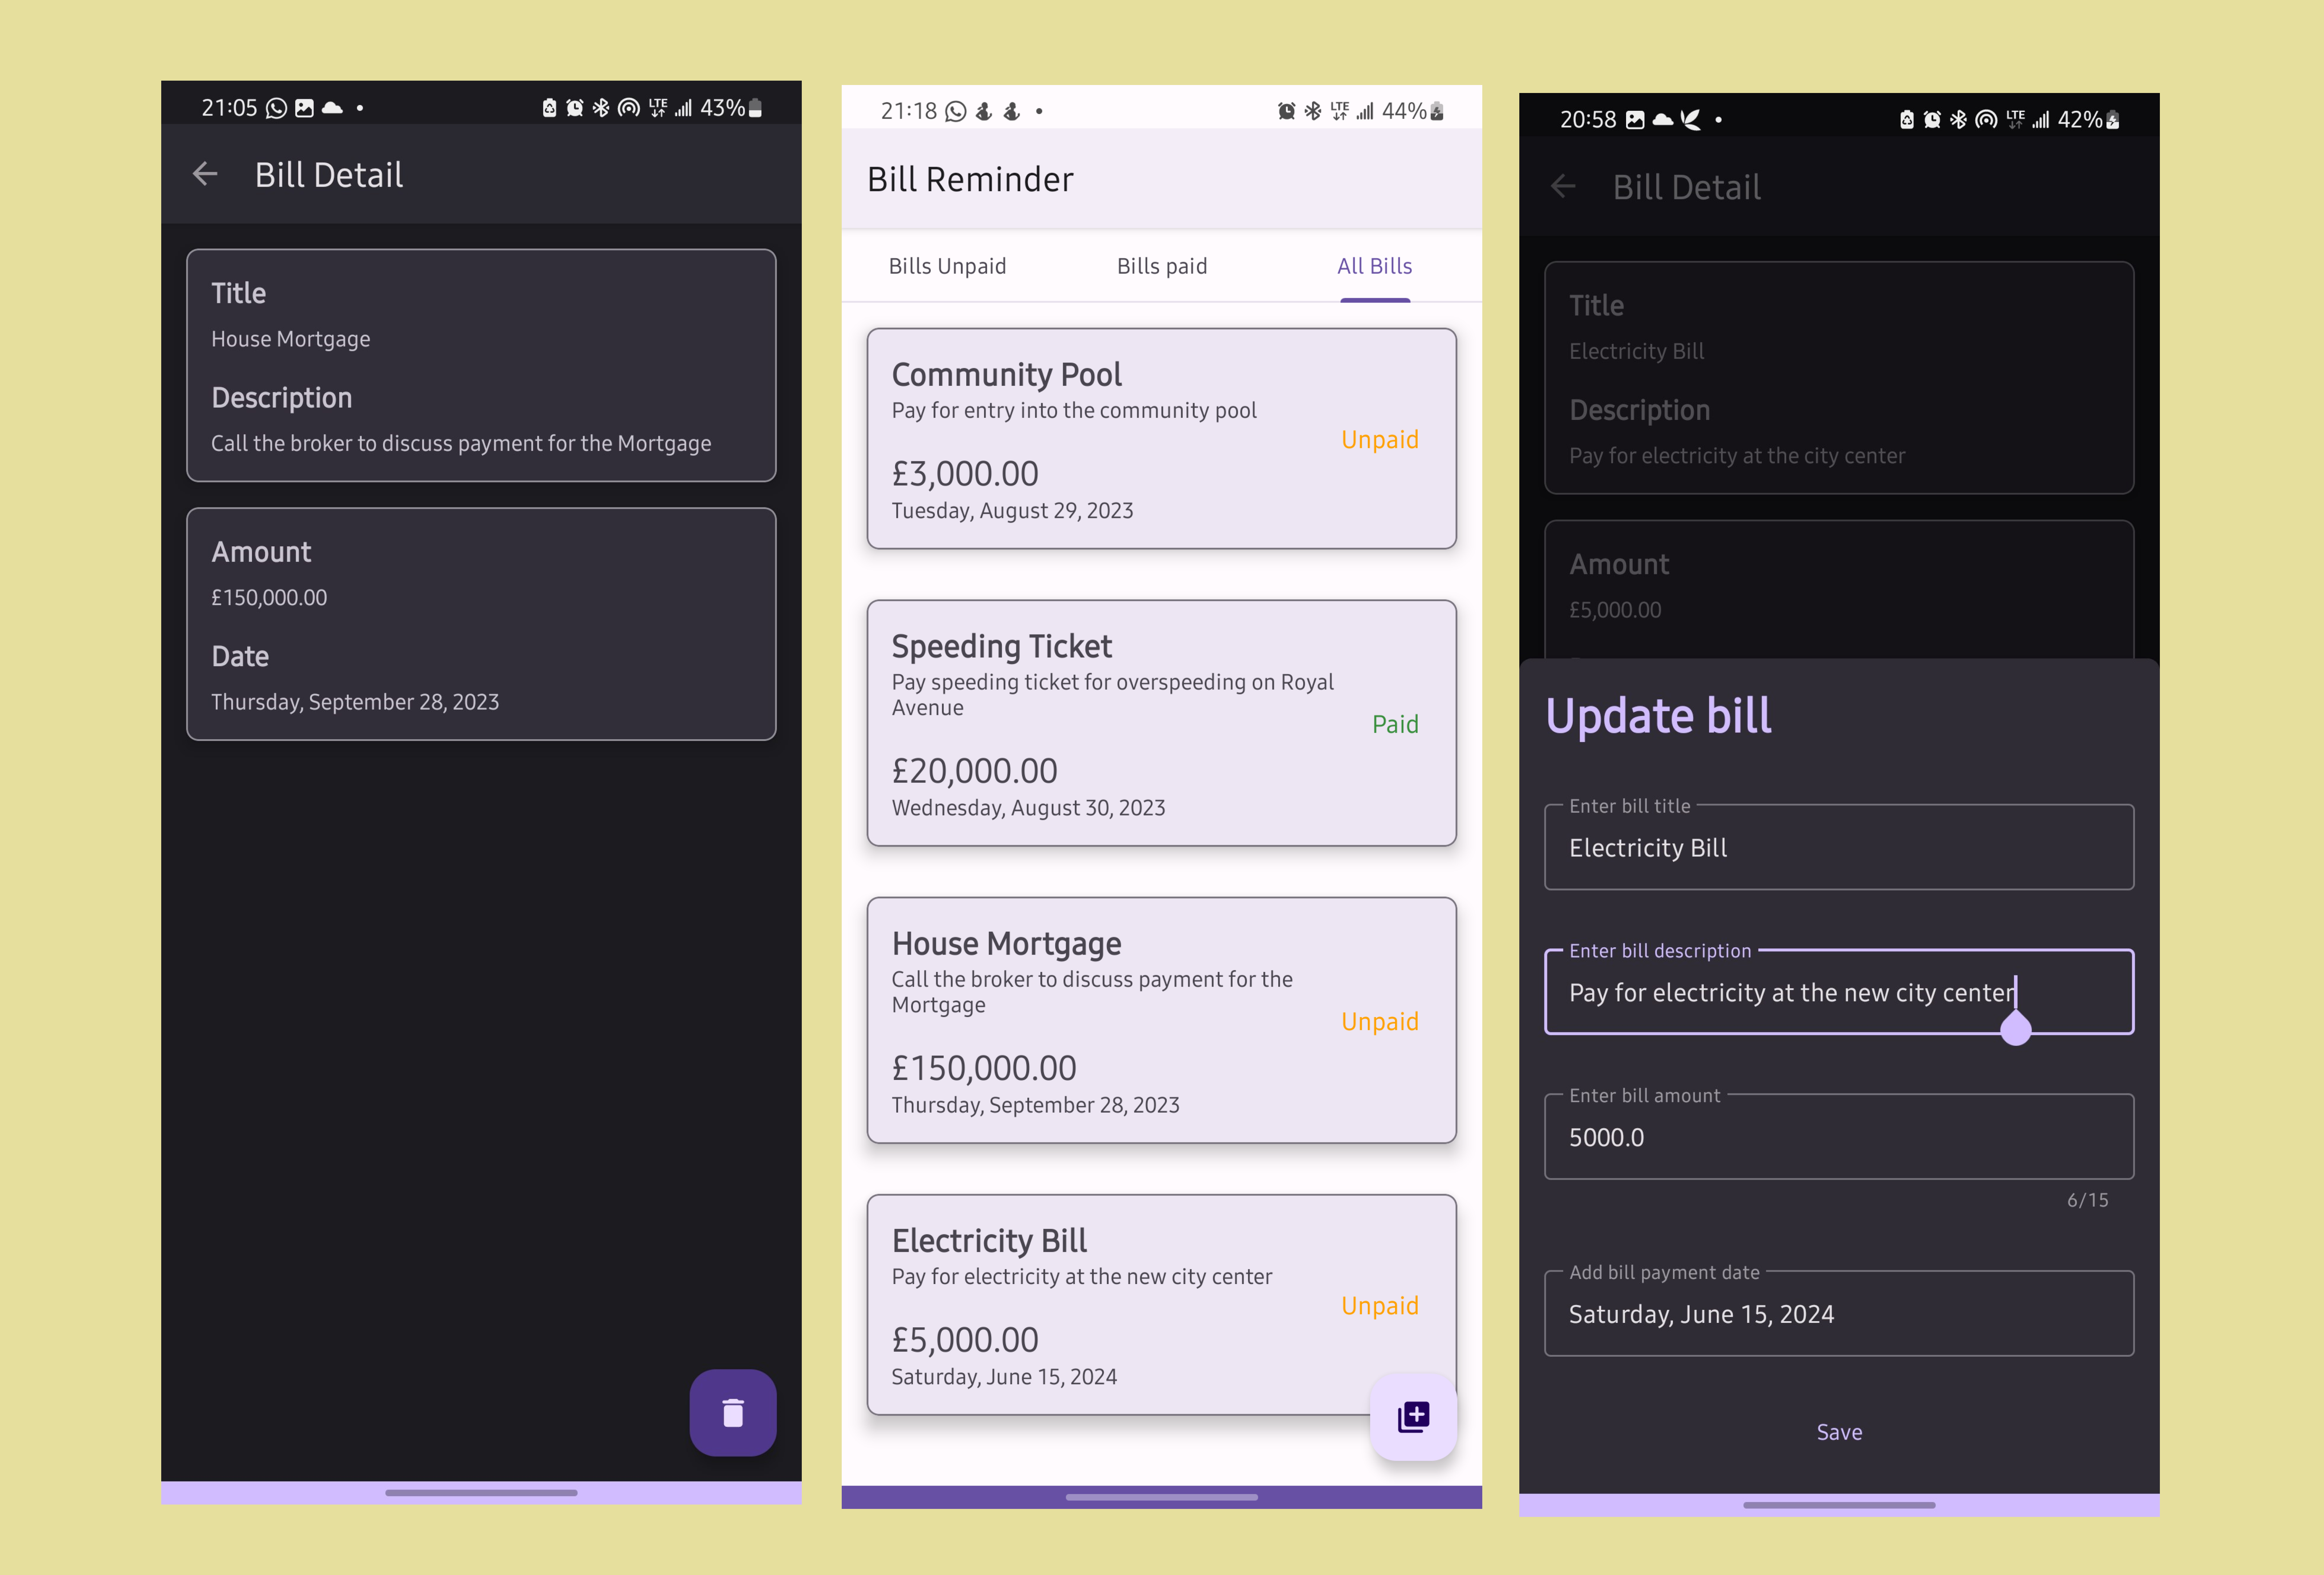 21:05
LTE
43%
Bill Detail
Title
House Mortgage
Description
Call the broker to discuss payment for the Mortgage
Amount
£150,000.00
Date
Thursday, September 28, 2023
21:18
LTE
44%
Bill Reminder
Bills Unpaid
Bills paid
All Bills
Community Pool
Pay for entry into the community pool
Unpaid
£3,000.00
Tuesday, August 29, 2023
Speeding Ticket
Pay speeding ticket for overspeeding on Royal
Avenue
Paid
£20,000.00
Wednesday, August 30, 2023
House Mortgage
Call the broker to discuss payment for the
Mortgage
Unpaid
£150,000.00
Thursday, September 28, 2023
Electricity Bill
Pay for electricity at the new city center
Unpaid
£5,000.00
Saturday, June 15, 2024
20:58
LTE
42%
Bill Detail
Title
Electricity Bill
Description
Pay for electricity at the city center
Amount
£5,000.00
Update bill
Enter bill title
Electricity Bill
Enter bill description
Pay for electricity at the new city center
Enter bill amount
5000.0
6/15
Add bill payment date
Saturday, June 15, 2024
Save